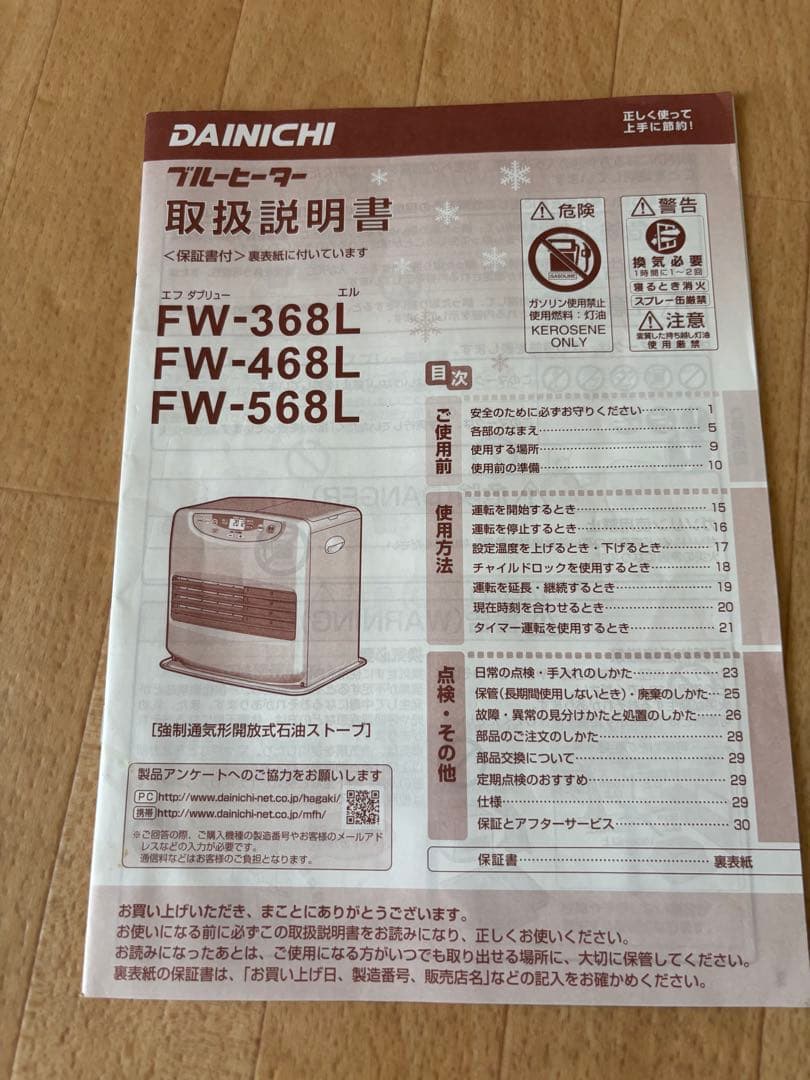 DAINICHI
正しく使って
上手に節約!
ブルーヒーター
取扱説明書
<保証書付>裏表紙に付いています
エフ ダブリュー エル
FW-368L
FW-468L
FW-568L
危険
GASOLINE
ガソリン使用禁止
使用燃料:灯油
KEROSENE
ONLY
警告
換気必要
1時間に1~2回
寝るとき消火
スプレー缶厳禁
注意
変質した持ち越し灯油
使用厳禁
目次
ご使用前
安全のために必ずお守りください……………1
各部のなまえ……………5
使用する場所……………9
使用前の準備……………10
使用方法
運転を開始するとき……………15
運転を停止するとき……………16
設定温度を上げるとき・下げるとき……………17
チャイルドロックを使用するとき……………18
運転を延長・継続するとき……………19
現在時刻を合わせるとき……………20
タイマー運転を使用するとき……………21
点検・その他
日常の点検・手入れのしかた……………23
保管(長期間使用しないとき)・廃棄のしかた…25
故障・異常の見分けかたと処置のしかた……26
部品のご注文のしかた……………28
部品交換について……………29
定期点検のおすすめ……………29
仕様……………29
保証とアフターサービス……………30
保証書……………裏表紙
[強制通気形開放式石油ストーブ]
製品アンケートへのご協力をお願いします
PC http://www.dainichi-net.co.jp/hagaki/
携帯 http://www.dainichi-net.co.jp/mfh/
※ご回答の際、ご購入機種の製造番号やお客様のメールアド
レスなどの入力が必要です。
通信料などはお客様のご負担となります。
お買い上げいただき、まことにありがとうございます。
お使いになる前に必ずこの取扱説明書をお読みになり、正しくお使いください。
お読みになったあとは、ご使用になる方がいつでも取り出せる場所に、大切に保管してください。
裏表紙の保証書は、「お買い上げ日、製造番号、販売店名」などの記入をお確かめください。